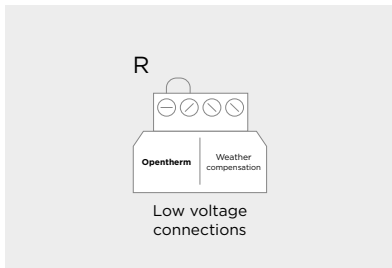 R
Opentherm
Weather
compensation
Low voltage
connections